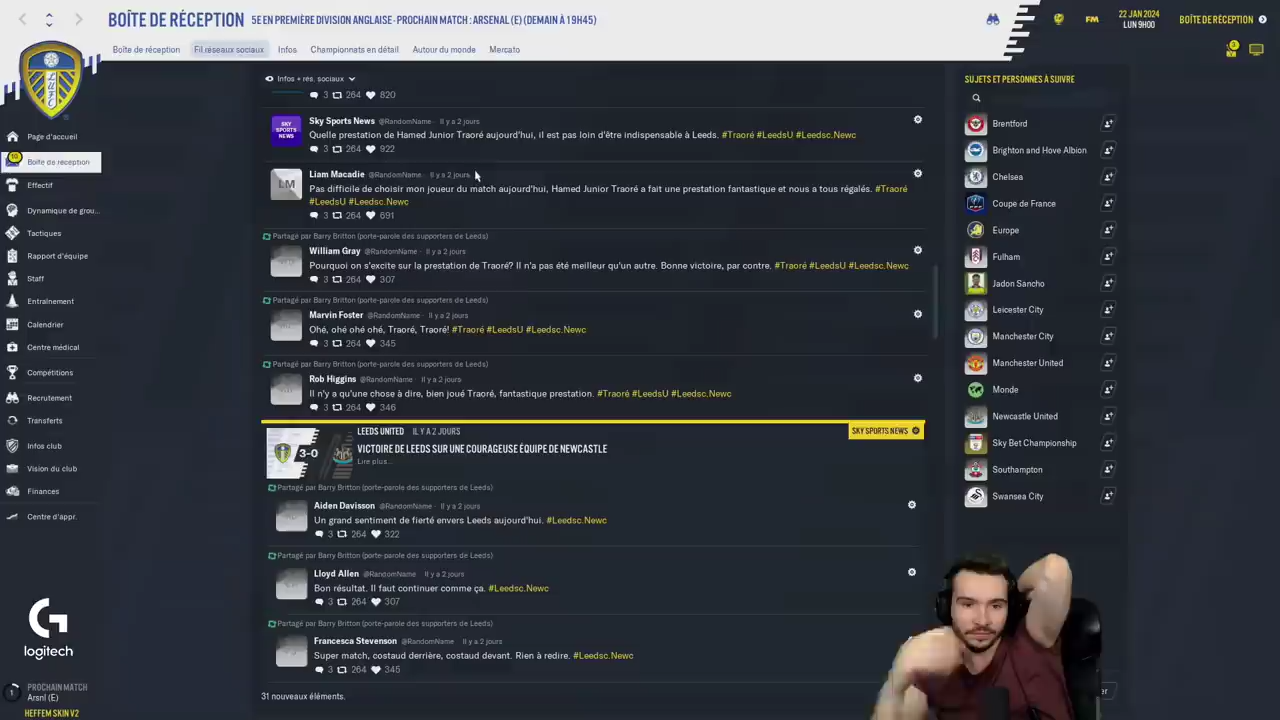 BOÎTE DE RÉCEPTION
5E EN PREMIÈRE DIVISION ANGLAISE - PROCHAIN MATCH : ARSENAL (E) (DEMAIN À 19H45)
FM
22 JAN 2024
LUN 9H00
BOÎTE DE RÉCEPTION
Boîte de réception
Fil réseaux sociaux
Infos
Championnats en détail
Autour du monde
Mercato
Page d'accueil
10
Boîte de réception
Effectif
Dynamique de grou...
Tactiques
Rapport d'équipe
Staff
Entraînement
Calendrier
Centre médical
Compétitions
Recrutement
Transferts
Infos club
Vision du club
Finances
Centre d'appr.
logitech
1
PROCHAIN MATCH
Arsnl (E)
HEFFEM SKIN V2
Infos + rés. sociaux
3 264 820
SKY SPORTS NEWS
Sky Sports News @RandomName · Il y a 2 jours
Quelle prestation de Hamed Junior Traoré aujourd'hui, il est pas loin d'être indispensable à Leeds. #Traoré #LeedsU #Leedsc.Newc
3 264 922
LM
Liam Macadie @RandomName · Il y a 2 jours
Pas difficile de choisir mon joueur du match aujourd'hui, Hamed Junior Traoré a fait une prestation fantastique et nous a tous régalés. #Traoré
#LeedsU #Leedsc.Newc
3 264 691
Partagé par Barry Britton (porte-parole des supporters de Leeds)
William Gray @RandomName · Il y a 2 jours
Pourquoi on s'excite sur la prestation de Traoré? Il n'a pas été meilleur qu'un autre. Bonne victoire, par contre. #Traoré #LeedsU #Leedsc.Newc
3 264 307
Partagé par Barry Britton (porte-parole des supporters de Leeds)
Marvin Foster @RandomName · Il y a 2 jours
Ohé, ohé ohé ohé, Traoré, Traoré! #Traoré #LeedsU #Leedsc.Newc
3 264 345
Partagé par Barry Britton (porte-parole des supporters de Leeds)
Rob Higgins @RandomName · Il y a 2 jours
Il n'y a qu'une chose à dire, bien joué Traoré, fantastique prestation. #Traoré #LeedsU #Leedsc.Newc
3 264 346
LEEDS UNITED IL Y A 2 JOURS
SKY SPORTS NEWS
3-0
VICTOIRE DE LEEDS SUR UNE COURAGEUSE ÉQUIPE DE NEWCASTLE
Lire plus...
Partagé par Barry Britton (porte-parole des supporters de Leeds)
Aiden Davisson @RandomName · Il y a 2 jours
Un grand sentiment de fierté envers Leeds aujourd'hui. #Leedsc.Newc
3 264 322
Partagé par Barry Britton (porte-parole des supporters de Leeds)
Lloyd Allen @RandomName · Il y a 2 jours
Bon résultat. Il faut continuer comme ça. #Leedsc.Newc
3 264 307
Partagé par Barry Britton (porte-parole des supporters de Leeds)
Francesca Stevenson @RandomName · Il y a 2 jours
Super match, costaud derrière, costaud devant. Rien à redire. #Leedsc.Newc
3 264 345
31 nouveaux éléments.
SUJETS ET PERSONNES À SUIVRE
Brentford
Brighton and Hove Albion
Chelsea
Coupe de France
Europe
Fulham
Jadon Sancho
Leicester City
Manchester City
Manchester United
Monde
Newcastle United
Sky Bet Championship
Southampton
Swansea City